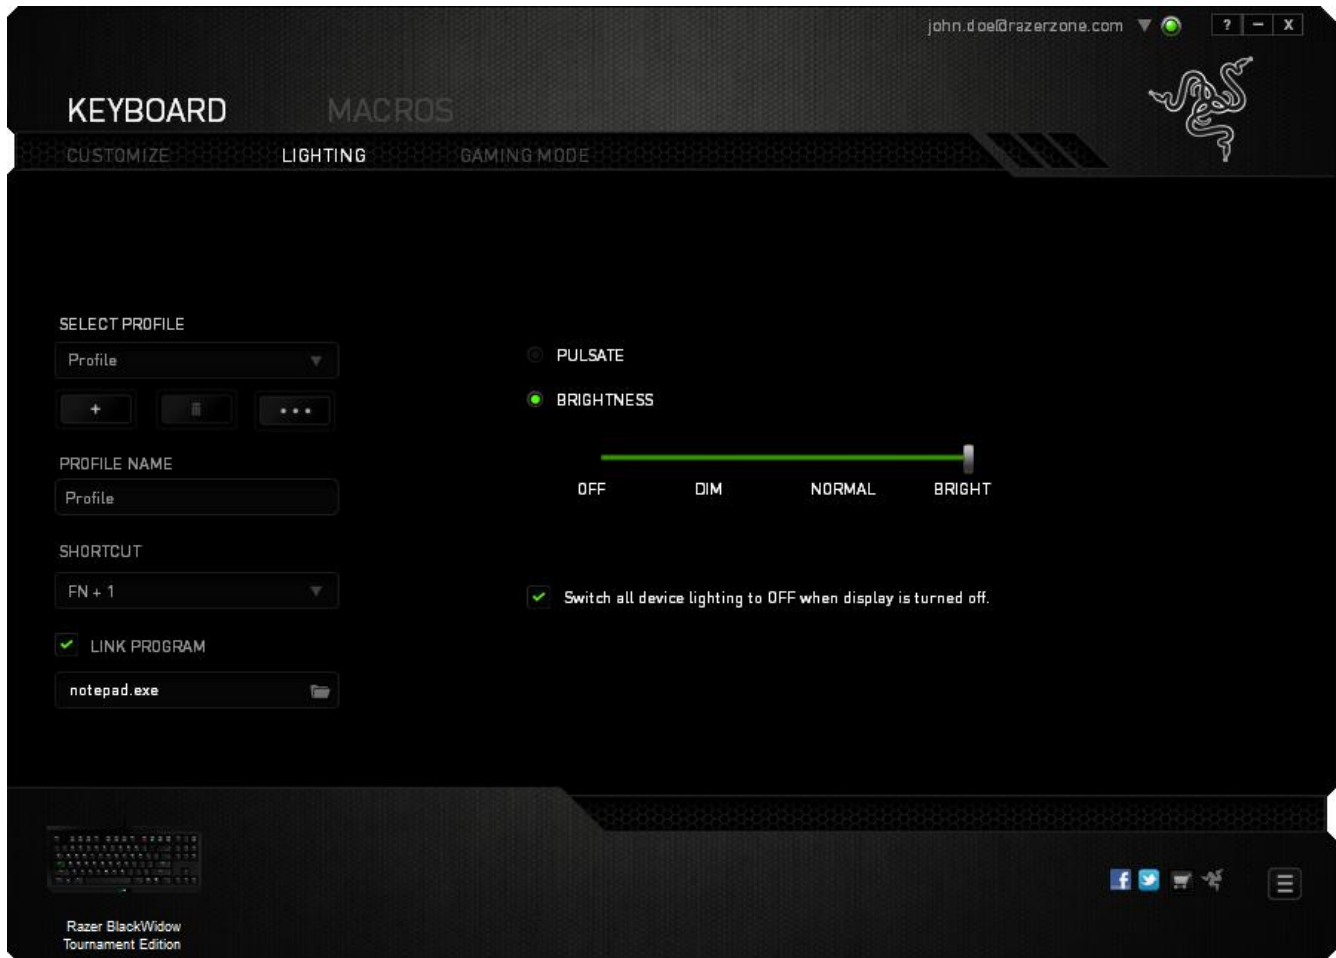 john.doe@razerzone.com
? – X
KEYBOARD MACROS
CUSTOMIZE LIGHTING GAMING MODE
SELECT PROFILE
Profile
PULSATE
+ •••
BRIGHTNESS
PROFILE NAME
Profile
OFF DIM NORMAL BRIGHT
SHORTCUT
FN + 1
Switch all device lighting to OFF when display is turned off.
LINK PROGRAM
notepad.exe
Razer BlackWidow
Tournament Edition